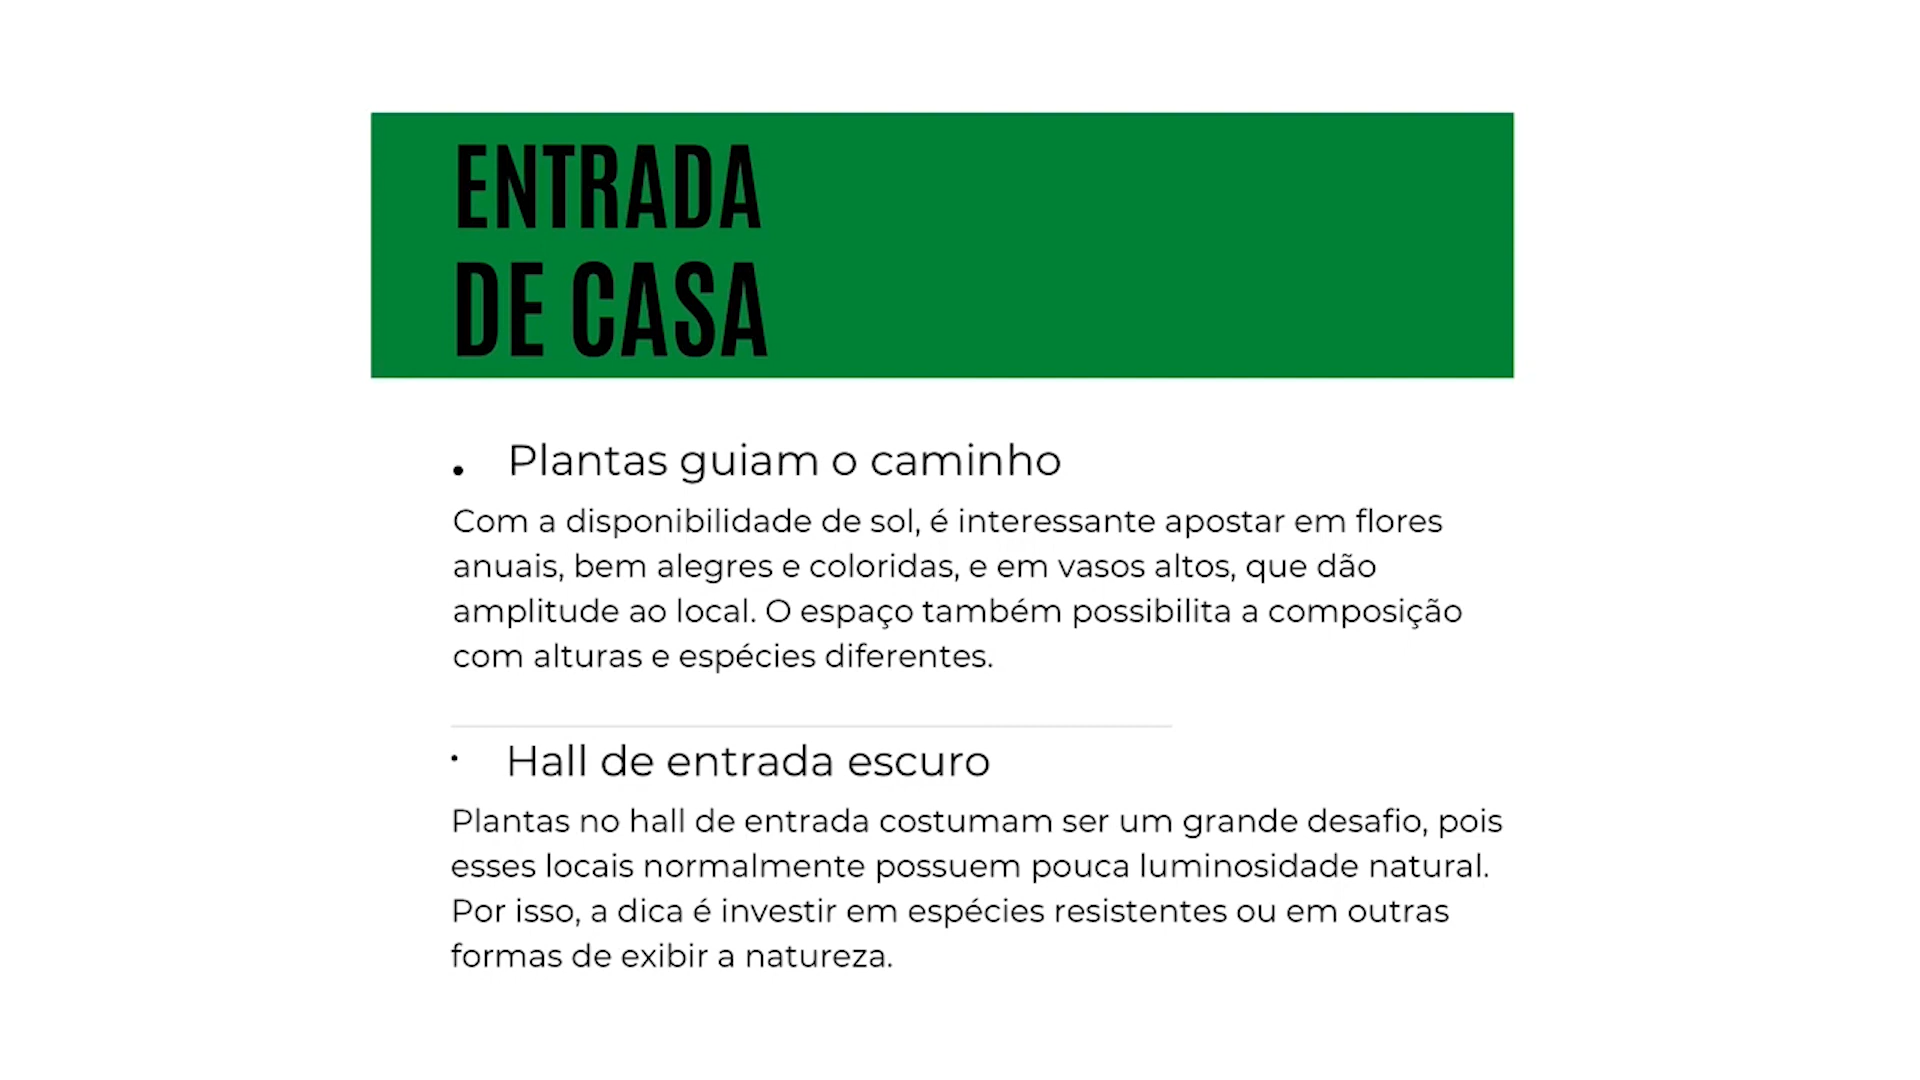 ENTRADA
DE CASA
• Plantas guiam o caminho
Com a disponibilidade de sol, é interessante apostar em flores
anuais, bem alegres e coloridas, e em vasos altos, que dão
amplitude ao local. O espaço também possibilita a composição
com alturas e espécies diferentes.
• Hall de entrada escuro
Plantas no hall de entrada costumam ser um grande desafio, pois
esses locais normalmente possuem pouca luminosidade natural.
Por isso, a dica é investir em espécies resistentes ou em outras
formas de exibir a natureza.